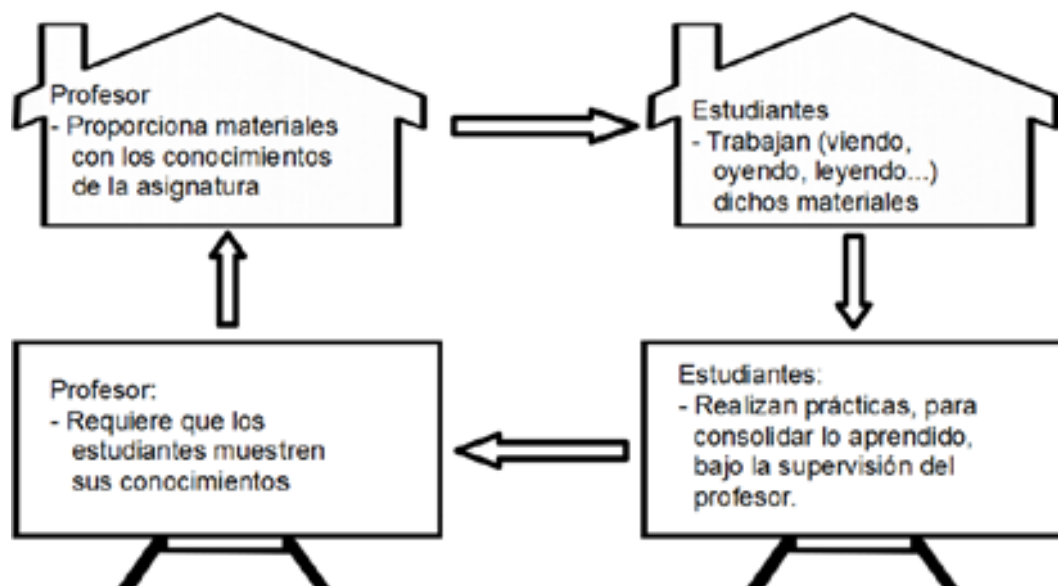 Profesor
- Proporciona materiales
con los conocimientos
de la asignatura
Estudiantes
- Trabajan (viendo,
oyendo, leyendo...)
dichos materiales
Estudiantes:
- Realizan prácticas, para
consolidar lo aprendido,
bajo la supervisión del
profesor.
Profesor:
- Requiere que los
estudiantes muestren
sus conocimientos